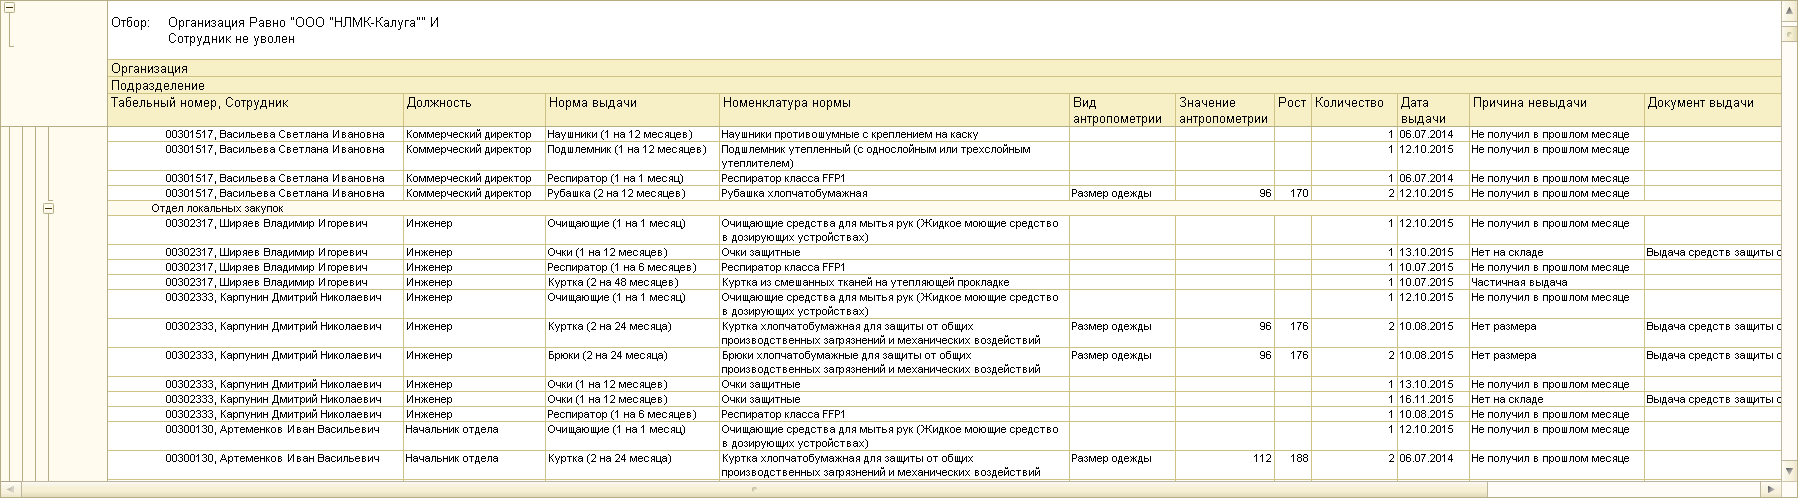 Отбор: Организация Равно "ООО "НЛМК-Калуга"" И
Сотрудник не уволен
Организация
Подразделение
Табельный номер, Сотрудник Должность Норма выдачи Номенклатура нормы Вид антропометрии Значение антропометрии Рост Количество Дата выдачи Причина невыдачи Документ выдачи
00301517, Васильева Светлана Ивановна Коммерческий директор Наушники (1 на 12 месяцев) Наушники противошумные с креплением на каску 1 06.07.2014 Не получил в прошлом месяце
00301517, Васильева Светлана Ивановна Коммерческий директор Подшлемник (1 на 12 месяцев) Подшлемник утепленный (с однослойным или трехслойным 1 12.10.2015 Не получил в прошлом месяце
утеплителем)
00301517, Васильева Светлана Ивановна Коммерческий директор Респиратор (1 на 1 месяц) Респиратор класса FFP1 1 06.07.2014 Не получил в прошлом месяце
00301517, Васильева Светлана Ивановна Коммерческий директор Рубашка (2 на 12 месяцев) Рубашка хлопчатобумажная Размер одежды 96 170 2 12.10.2015 Не получил в прошлом месяце
Отдел локальных закупок
00302317, Ширяев Владимир Игоревич Инженер Очищающие (1 на 1 месяц) Очищающие средства для мытья рук (Жидкое моющие средство 1 12.10.2015 Не получил в прошлом месяце
в дозирующих устройствах)
00302317, Ширяев Владимир Игоревич Инженер Очки (1 на 12 месяцев) Очки защитные 1 13.10.2015 Нет на складе Выдача средств защиты о
00302317, Ширяев Владимир Игоревич Инженер Респиратор (1 на 6 месяцев) Респиратор класса FFP1 1 10.07.2015 Не получил в прошлом месяце
00302317, Ширяев Владимир Игоревич Инженер Куртка (2 на 48 месяцев) Куртка из смешанных тканей на утепляющей прокладке 1 10.07.2015 Частичная выдача
00302333, Карпунин Дмитрий Николаевич Инженер Очищающие (1 на 1 месяц) Очищающие средства для мытья рук (Жидкое моющие средство 1 12.10.2015 Не получил в прошлом месяце
в дозирующих устройствах)
00302333, Карпунин Дмитрий Николаевич Инженер Куртка (2 на 24 месяца) Куртка хлопчатобумажная для защиты от общих Размер одежды 96 176 2 10.08.2015 Нет размера Выдача средств защиты о
производственных загрязнений и механических воздействий
00302333, Карпунин Дмитрий Николаевич Инженер Брюки (2 на 24 месяца) Брюки хлопчатобумажные для защиты от общих Размер одежды 96 176 2 10.08.2015 Нет размера Выдача средств защиты о
производственных загрязнений и механических воздействий
00302333, Карпунин Дмитрий Николаевич Инженер Очки (1 на 12 месяцев) Очки защитные 1 13.10.2015 Не получил в прошлом месяце
00302333, Карпунин Дмитрий Николаевич Инженер Очки (1 на 12 месяцев) Очки защитные 1 16.11.2015 Нет на складе Выдача средств защиты о
00302333, Карпунин Дмитрий Николаевич Инженер Респиратор (1 на 6 месяцев) Респиратор класса FFP1 1 10.08.2015 Не получил в прошлом месяце
00300130, Артеменков Иван Васильевич Начальник отдела Очищающие (1 на 1 месяц) Очищающие средства для мытья рук (Жидкое моющие средство 1 12.10.2015 Не получил в прошлом месяце
в дозирующих устройствах)
00300130, Артеменков Иван Васильевич Начальник отдела Куртка (2 на 24 месяца) Куртка хлопчатобумажная для защиты от общих Размер одежды 112 188 2 06.07.2014 Не получил в прошлом месяце
производственных загрязнений и механических воздействий